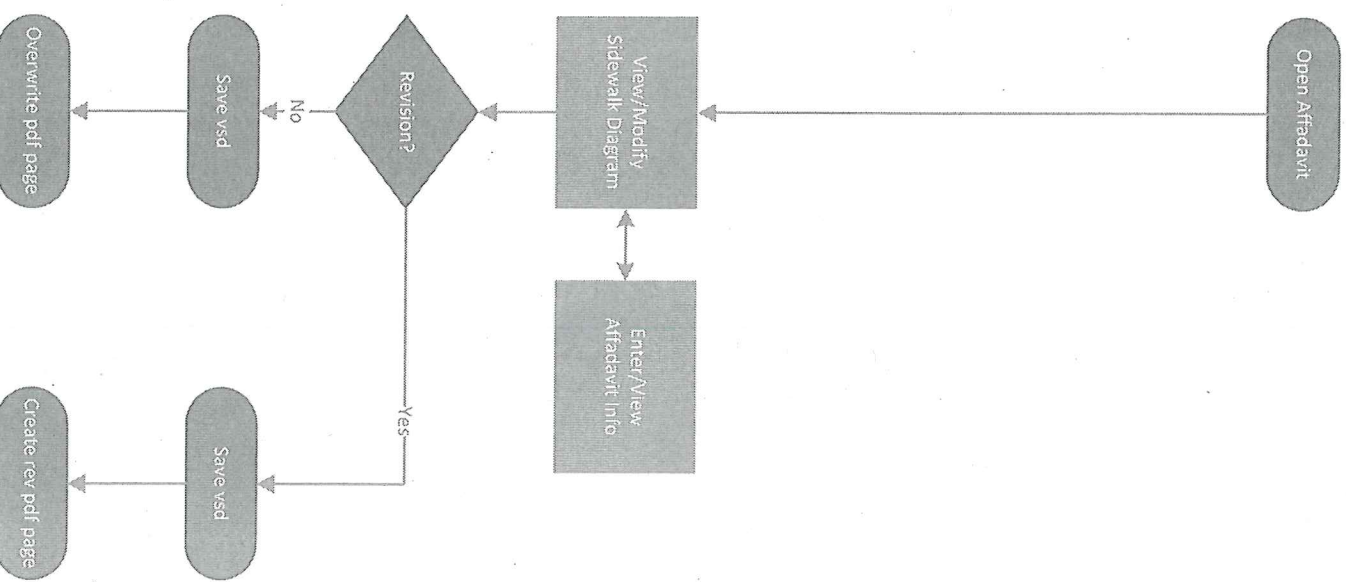 Open Affadavit
View/Modify
Sidewalk Diagram
Enter/View
Affadavit Info
Revision?
No
Yes
Save vsd
Save vsd
Overwrite pdf page
Create rev pdf page